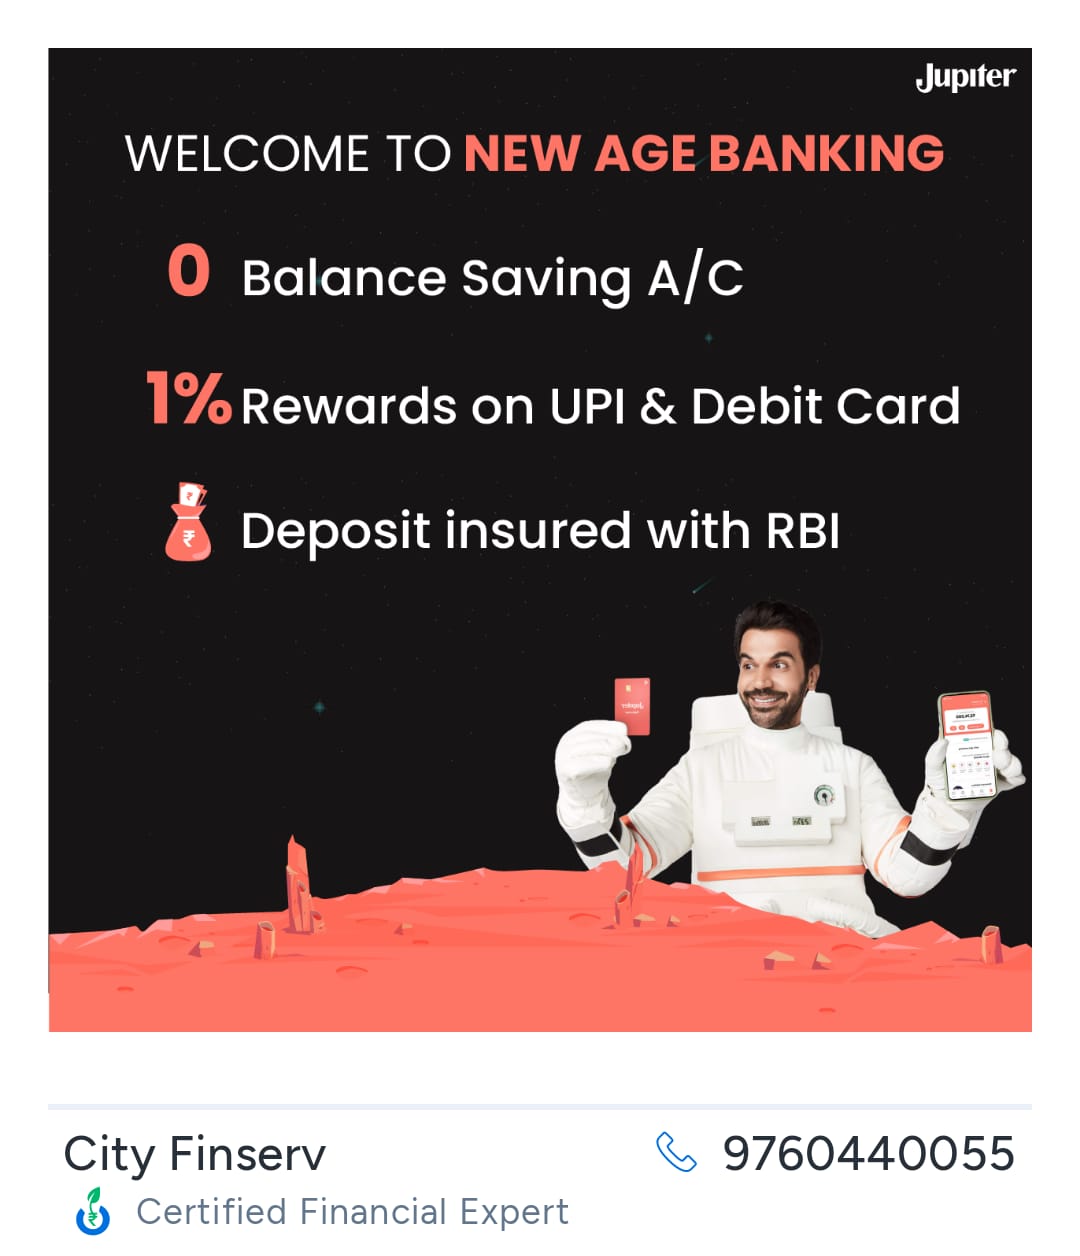 Jupiter
WELCOME TO NEW AGE BANKING
0 Balance Saving A/C
1% Rewards on UPI & Debit Card
Deposit insured with RBI
City Finserv
9760440055
Certified Financial Expert